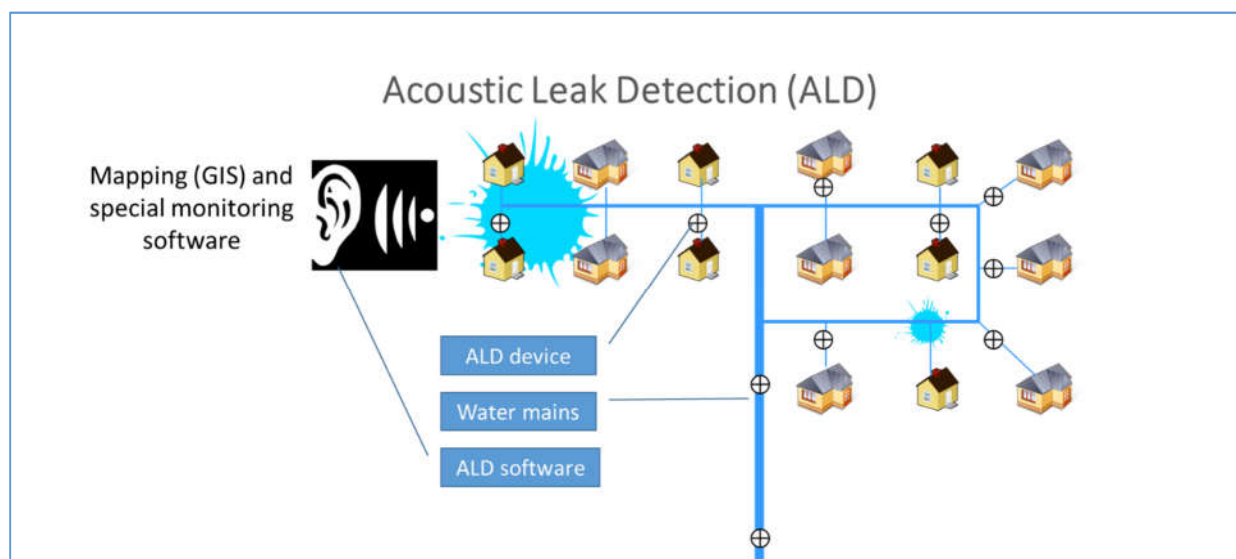 Acoustic Leak Detection (ALD)
Mapping (GIS) and
special monitoring
software
ALD device
Water mains
ALD software